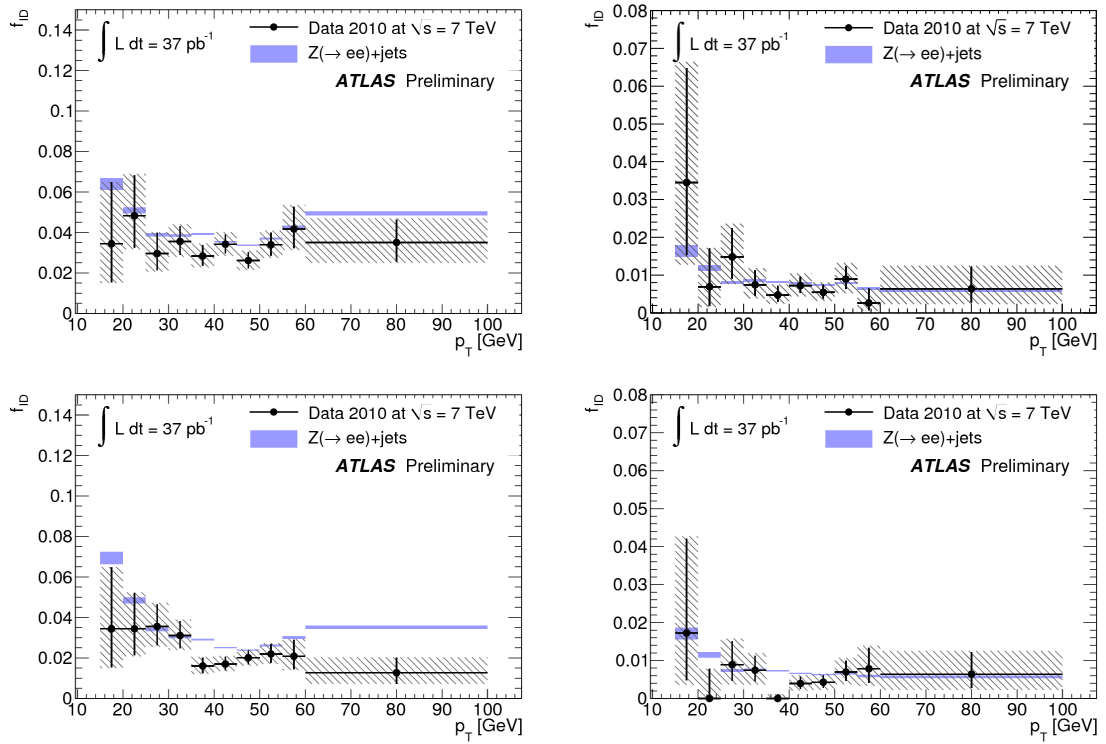 f_ID
0.14
0.12
0.1
0.08
0.06
0.04
0.02
0
∫ L dt = 37 pb⁻¹
Data 2010 at √s = 7 TeV
Z(→ ee)+jets
ATLAS Preliminary
10 20 30 40 50 60 70 80 90 100
p_T [GeV]
f_ID
0.08
0.07
0.06
0.05
0.04
0.03
0.02
0.01
0
∫ L dt = 37 pb⁻¹
Data 2010 at √s = 7 TeV
Z(→ ee)+jets
ATLAS Preliminary
10 20 30 40 50 60 70 80 90 100
p_T [GeV]
f_ID
0.14
0.12
0.1
0.08
0.06
0.04
0.02
0
∫ L dt = 37 pb⁻¹
Data 2010 at √s = 7 TeV
Z(→ ee)+jets
ATLAS Preliminary
10 20 30 40 50 60 70 80 90 100
p_T [GeV]
f_ID
0.08
0.07
0.06
0.05
0.04
0.03
0.02
0.01
0
∫ L dt = 37 pb⁻¹
Data 2010 at √s = 7 TeV
Z(→ ee)+jets
ATLAS Preliminary
10 20 30 40 50 60 70 80 90 100
p_T [GeV]